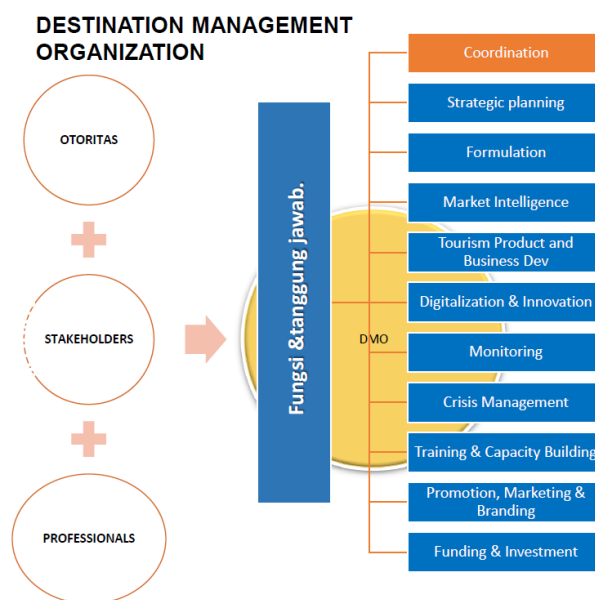 DESTINATION MANAGEMENT
ORGANIZATION
OTORITAS
STAKEHOLDERS
PROFESSIONALS
Fungsi &tanggung jawab.
DMO
Coordination
Strategic planning
Formulation
Market Intelligence
Tourism Product and
Business Dev
Digitalization & Innovation
Monitoring
Crisis Management
Training & Capacity Building
Promotion, Marketing &
Branding
Funding & Investment